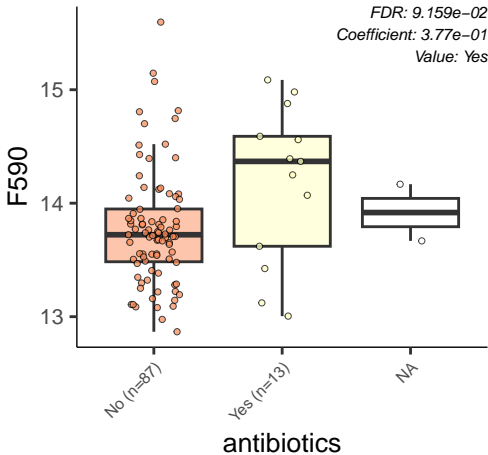 FDR: 9.159e−02
Coefficient: 3.77e−01
Value: Yes
F590
15
14
13
No (n=87)
Yes (n=13)
NA
antibiotics